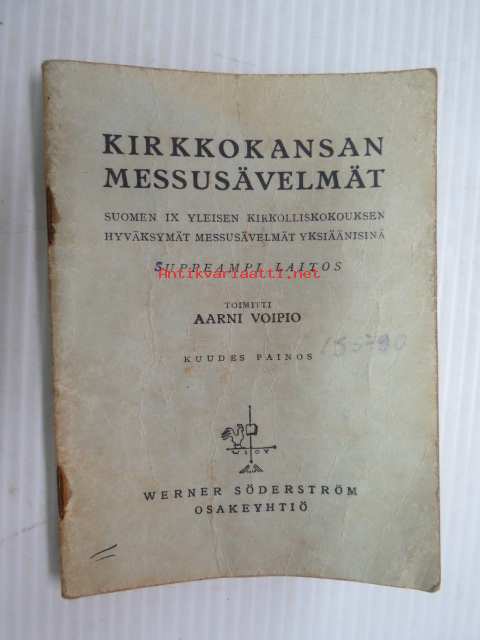 KIRKKOKANSAN
MESSUSÄVELMÄT
SUOMEN IX YLEISEN KIRKOLLISKOKOUKSEN
HYVÄKSYMÄT MESSUSÄVELMÄT YKSIÄÄNISINÄ
SUPPEAMPI LAITOS
Antikvariaatti.net
TOIMITTI
AARNI VOIPIO
KUUDES PAINOS
WSOY
WERNER SÖDERSTRÖM
OSAKEYHTIÖ